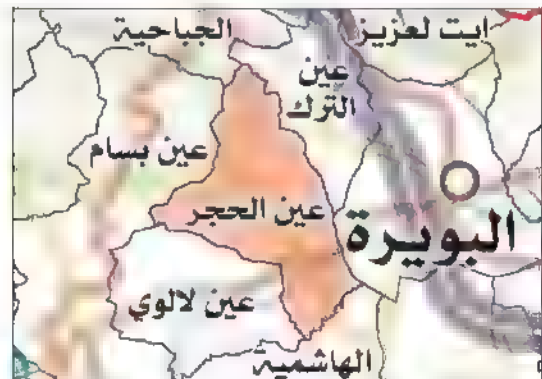 ايت لعزيز
الجباحية
عين
الترك
عين بسام
عين الحجر
البويرة
عين لالوي
الهاشمية